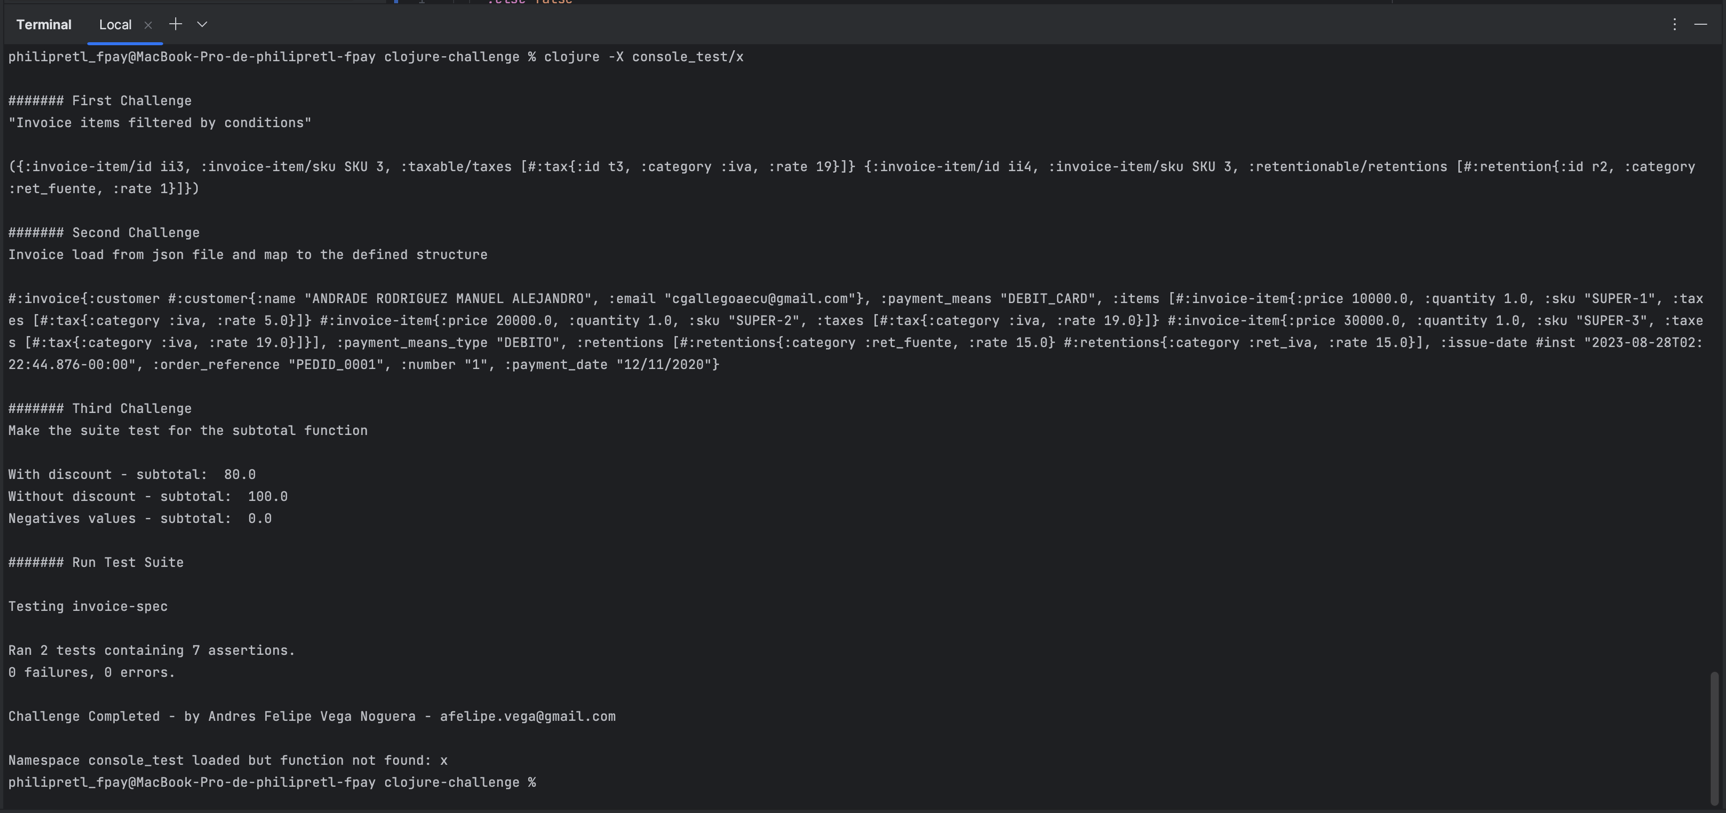 :else false
Terminal Local × +
philipretl_fpay@MacBook-Pro-de-philipretl-fpay clojure-challenge % clojure -X console_test/x
####### First Challenge
"Invoice items filtered by conditions"
({:invoice-item/id ii3, :invoice-item/sku SKU 3, :taxable/taxes [#:tax{:id t3, :category :iva, :rate 19}]} {:invoice-item/id ii4, :invoice-item/sku SKU 3, :retentionable/retentions [#:retention{:id r2, :category
:ret_fuente, :rate 1}]})
####### Second Challenge
Invoice load from json file and map to the defined structure
#:invoice{:customer #:customer{:name "ANDRADE RODRIGUEZ MANUEL ALEJANDRO", :email "cgallegoaecu@gmail.com"}, :payment_means "DEBIT_CARD", :items [#:invoice-item{:price 10000.0, :quantity 1.0, :sku "SUPER-1", :tax
es [#:tax{:category :iva, :rate 5.0}]} #:invoice-item{:price 20000.0, :quantity 1.0, :sku "SUPER-2", :taxes [#:tax{:category :iva, :rate 19.0}]} #:invoice-item{:price 30000.0, :quantity 1.0, :sku "SUPER-3", :taxe
s [#:tax{:category :iva, :rate 19.0}]}], :payment_means_type "DEBITO", :retentions [#:retentions{:category :ret_fuente, :rate 15.0} #:retentions{:category :ret_iva, :rate 15.0}], :issue-date #inst "2023-08-28T02:
22:44.876-00:00", :order_reference "PEDID_0001", :number "1", :payment_date "12/11/2020"}
####### Third Challenge
Make the suite test for the subtotal function
With discount - subtotal:  80.0
Without discount - subtotal:  100.0
Negatives values - subtotal:  0.0
####### Run Test Suite
Testing invoice-spec
Ran 2 tests containing 7 assertions.
0 failures, 0 errors.
Challenge Completed - by Andres Felipe Vega Noguera - afelipe.vega@gmail.com
Namespace console_test loaded but function not found: x
philipretl_fpay@MacBook-Pro-de-philipretl-fpay clojure-challenge %